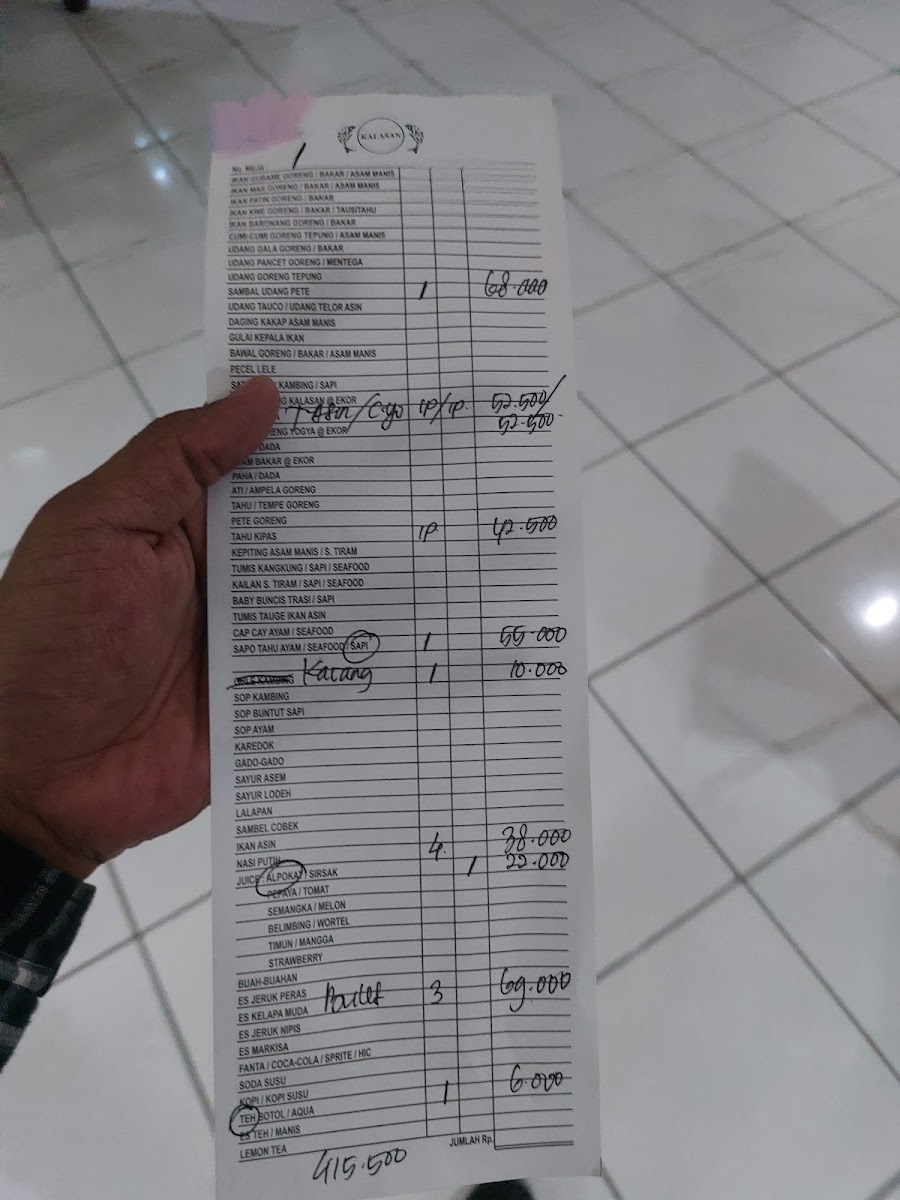 KALASAN
No. MEJA : 1
IKAN GURAME GORENG / BAKAR / ASAM MANIS
IKAN MAS GORENG / BAKAR / ASAM MANIS
IKAN PATIN GORENG / BAKAR
IKAN KWE GORENG / BAKAR / TAUSITAHU
IKAN BARONANG GORENG / BAKAR
CUMI-CUMI GORENG TEPUNG / ASAM MANIS
UDANG GALA GORENG / BAKAR
UDANG PANCET GORENG / MENTEGA
UDANG GORENG TEPUNG
SAMBAL UDANG PETE 1 68.000
UDANG TAUCO / UDANG TELOR ASIN
DAGING KAKAP ASAM MANIS
GULAI KEPALA IKAN
BAWAL GORENG / BAKAR / ASAM MANIS
PECEL LELE
KAMBING / SAPI
KALASAN @ EKOR
T Asin / 1P/1P. 52.500/
YOGYA @ EKOR 52.500
DADA
BAKAR @ EKOR
PAHA / DADA
ATI / AMPELA GORENG
TAHU / TEMPE GORENG
PETE GORENG
TAHU KIPAS 1P 42.500
KEPITING ASAM MANIS / S. TIRAM
TUMIS KANGKUNG / SAPI / SEAFOOD
KAILAN S. TIRAM / SAPI / SEAFOOD
BABY BUNCIS TRASI / SAPI
TUMIS TAUGE IKAN ASIN
CAP CAY AYAM / SEAFOOD
SAPO TAHU AYAM / SEAFOOD / SAPI 1 55.000
Kacang 1 10.000
SOP KAMBING
SOP BUNTUT SAPI
SOP AYAM
KAREDOK
GADO-GADO
SAYUR ASEM
SAYUR LODEH
LALAPAN
SAMBEL COBEK
IKAN ASIN
NASI PUTIH 4. 38.000
JUICE : ALPOKAT / SIRSAK 1 22.000
PEPAYA / TOMAT
SEMANGKA / MELON
BELIMBING / WORTEL
TIMUN / MANGGA
STRAWBERRY
BUAH-BUAHAN
ES JERUK PERAS
ES KELAPA MUDA 3 69.000
ES JERUK NIPIS
ES MARKISA
FANTA / COCA-COLA / SPRITE / HIC
SODA SUSU
KOPI / KOPI SUSU
TEH BOTOL / AQUA 1 6.000
ES TEH / MANIS
LEMON TEA
JUMLAH Rp.
415.500